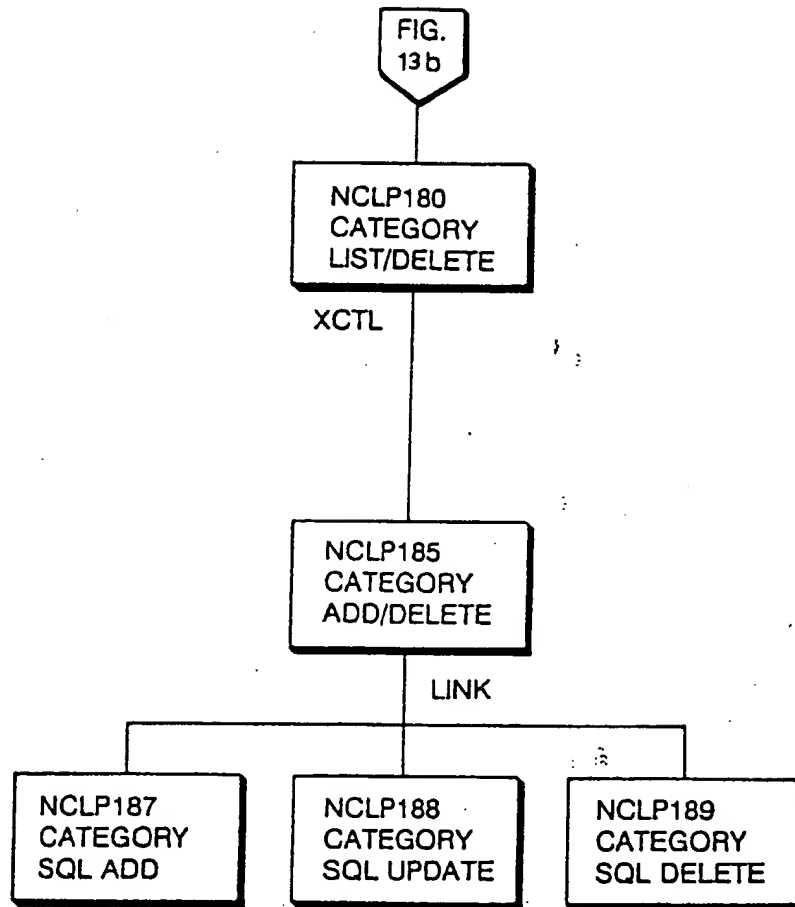 FIG.
13b
NCLP180
CATEGORY
LIST/DELETE
XCTL
NCLP185
CATEGORY
ADD/DELETE
LINK
NCLP187
CATEGORY
SQL ADD
NCLP188
CATEGORY
SQL UPDATE
NCLP189
CATEGORY
SQL DELETE